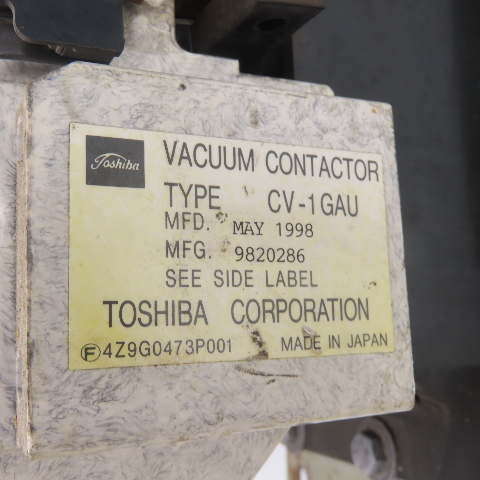 Toshiba VACUUM CONTACTOR
TYPE CV-1GAU
MFD. MAY 1998
MFG. 9820286
SEE SIDE LABEL
TOSHIBA CORPORATION
Ⓕ4Z9G0473P001 MADE IN JAPAN